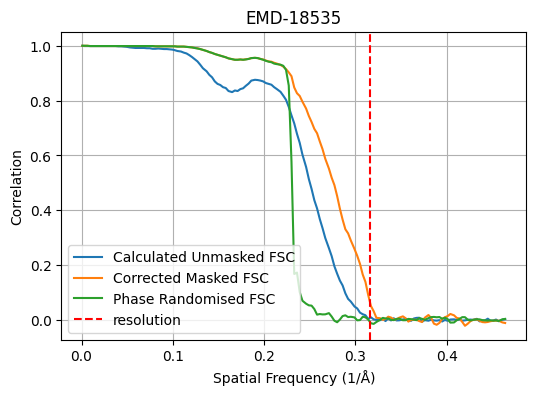 EMD-18535
1.0
0.8
0.6
0.4
0.2
0.0
Correlation
Calculated Unmasked FSC
Corrected Masked FSC
Phase Randomised FSC
resolution
0.0 0.1 0.2 0.3 0.4
Spatial Frequency (1/Å)